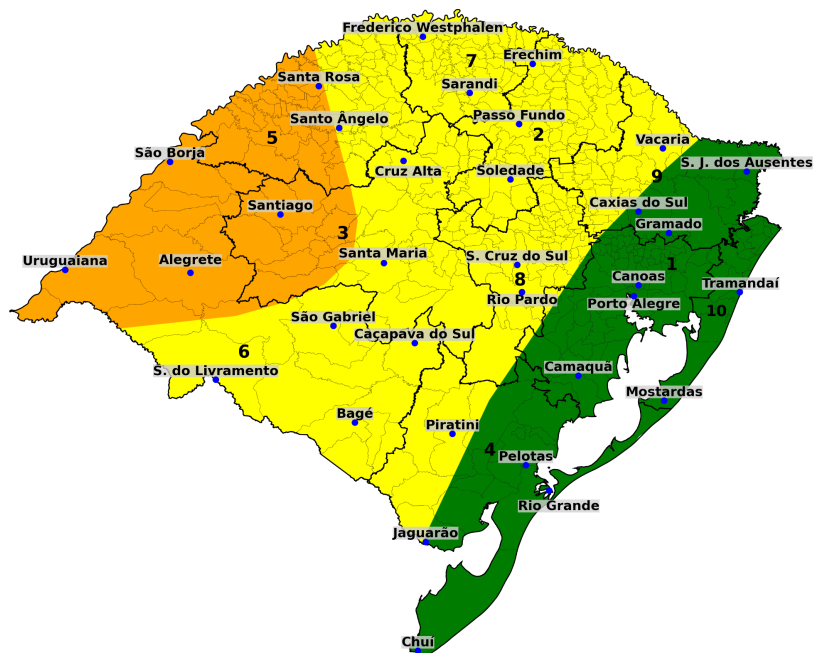 Frederico Westphalen
Erechim
7
Santa Rosa
Sarandi
Santo Ângelo
Passo Fundo
2
5
Vacaria
São Borja
S. J. dos Ausentes
Cruz Alta
Soledade
9
Caxias do Sul
Santiago
Gramado
3
Santa Maria
S. Cruz do Sul
Uruguaiana
Alegrete
1
8
Canoas
Tramandaí
Rio Pardo
Porto Alegre
10
São Gabriel
Caçapava do Sul
6
S. do Livramento
Camaquã
Mostardas
Bagé
Piratini
4
Pelotas
Rio Grande
Jaguarão
Chuí